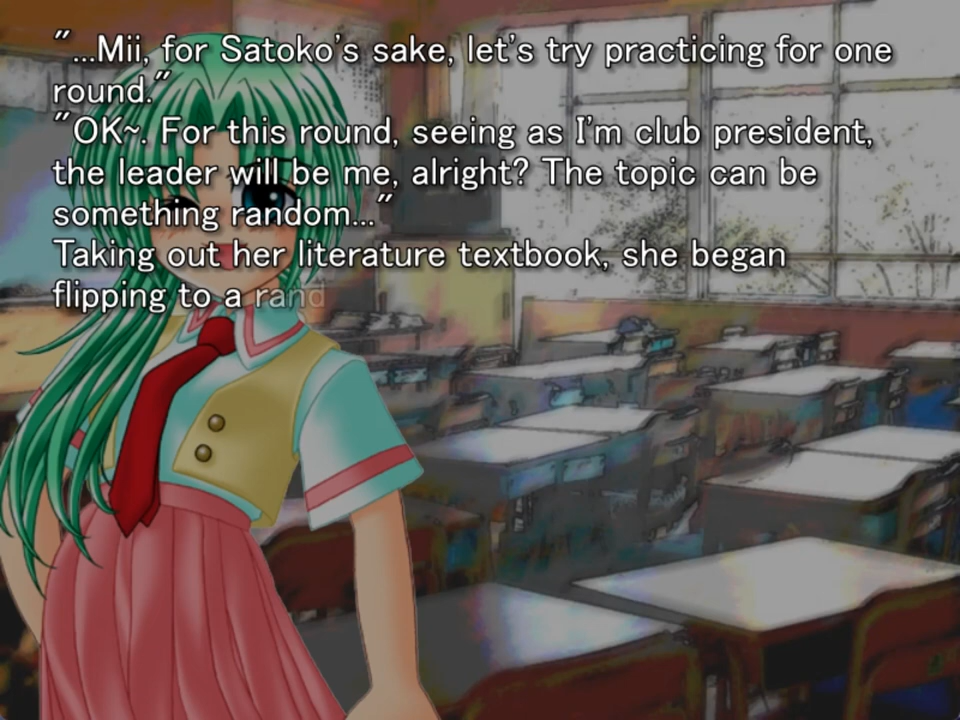 "...Mii, for Satoko's sake, let's try practicing for one
round."
"OK~. For this round, seeing as I'm club president,
the leader will be me, alright? The topic can be
something random..."
Taking out her literature textbook, she began
flipping to a rand